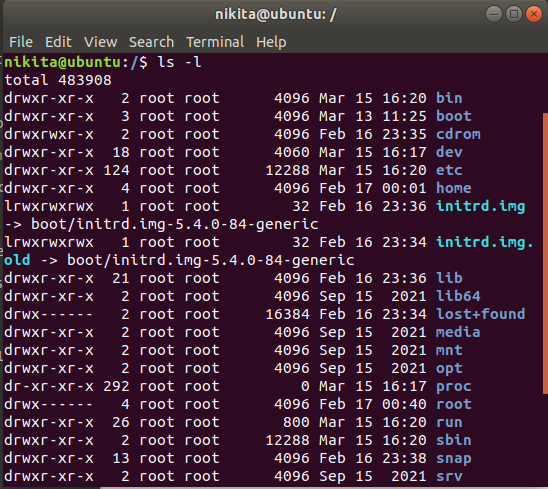 nikita@ubuntu: /
File Edit View Search Terminal Help
nikita@ubuntu:/$ ls -l
total 483908
drwxr-xr-x   2 root root      4096 Mar 15 16:20 bin
drwxr-xr-x   3 root root      4096 Mar 13 11:25 boot
drwxrwxr-x   2 root root      4096 Feb 16 23:35 cdrom
drwxr-xr-x  18 root root      4060 Mar 15 16:17 dev
drwxr-xr-x 124 root root     12288 Mar 15 16:20 etc
drwxr-xr-x   4 root root      4096 Feb 17 00:01 home
lrwxrwxrwx   1 root root        32 Feb 16 23:36 initrd.img
-> boot/initrd.img-5.4.0-84-generic
lrwxrwxrwx   1 root root        32 Feb 16 23:34 initrd.img.
old -> boot/initrd.img-5.4.0-84-generic
drwxr-xr-x  21 root root      4096 Feb 16 23:36 lib
drwxr-xr-x   2 root root      4096 Sep 15  2021 lib64
drwx------   2 root root     16384 Feb 16 23:34 lost+found
drwxr-xr-x   2 root root      4096 Sep 15  2021 media
drwxr-xr-x   2 root root      4096 Sep 15  2021 mnt
drwxr-xr-x   2 root root      4096 Sep 15  2021 opt
dr-xr-xr-x 292 root root         0 Mar 15 16:17 proc
drwx------   4 root root      4096 Feb 17 00:40 root
drwxr-xr-x  26 root root       800 Mar 15 16:20 run
drwxr-xr-x   2 root root     12288 Mar 15 16:20 sbin
drwxr-xr-x  13 root root      4096 Feb 16 23:38 snap
drwxr-xr-x   2 root root      4096 Sep 15  2021 srv